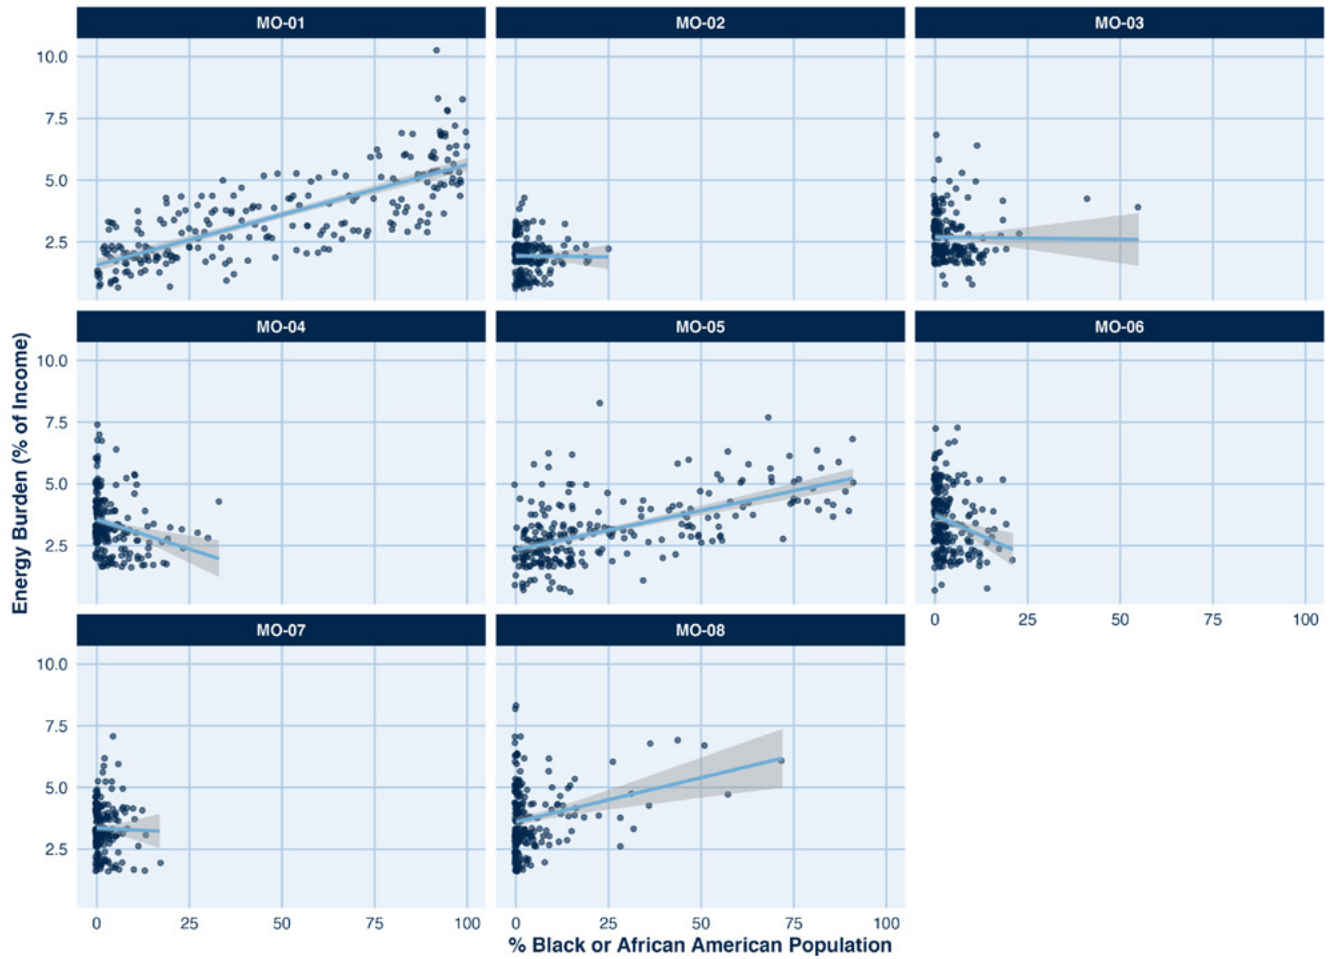 MO-01 MO-02 MO-03
10.0
7.5
5.0
2.5
MO-04 MO-05 MO-06
10.0
7.5
5.0
2.5
0 25 50 75 100
MO-07 MO-08
10.0
7.5
5.0
2.5
0 25 50 75 100 0 25 50 75 100
Energy Burden (% of Income)
% Black or African American Population